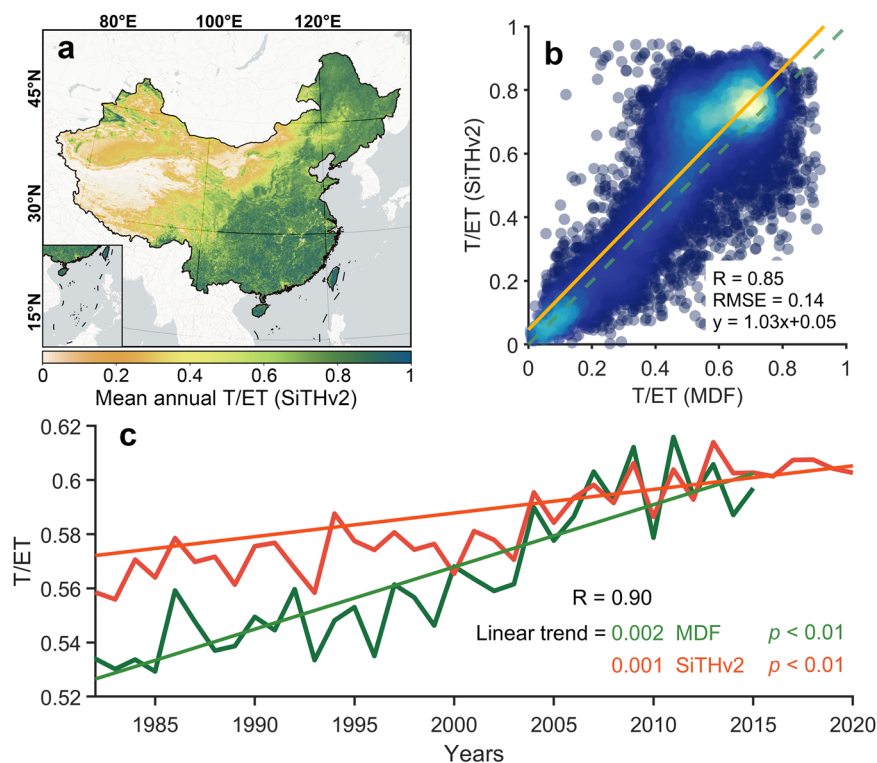 80°E 100°E 120°E
a
45°N
30°N
15°N
0 0.2 0.4 0.6 0.8 1
Mean annual T/ET (SiTHv2)
b
1
0.8
0.6
0.4
0.2
0
T/ET (SiTHv2)
R = 0.85
RMSE = 0.14
y = 1.03x+0.05
0 0.2 0.4 0.6 0.8 1
T/ET (MDF)
c
0.62
0.6
0.58
0.56
0.54
0.52
T/ET
R = 0.90
Linear trend = 0.002 MDF p < 0.01
0.001 SiTHv2 p < 0.01
1985 1990 1995 2000 2005 2010 2015 2020
Years